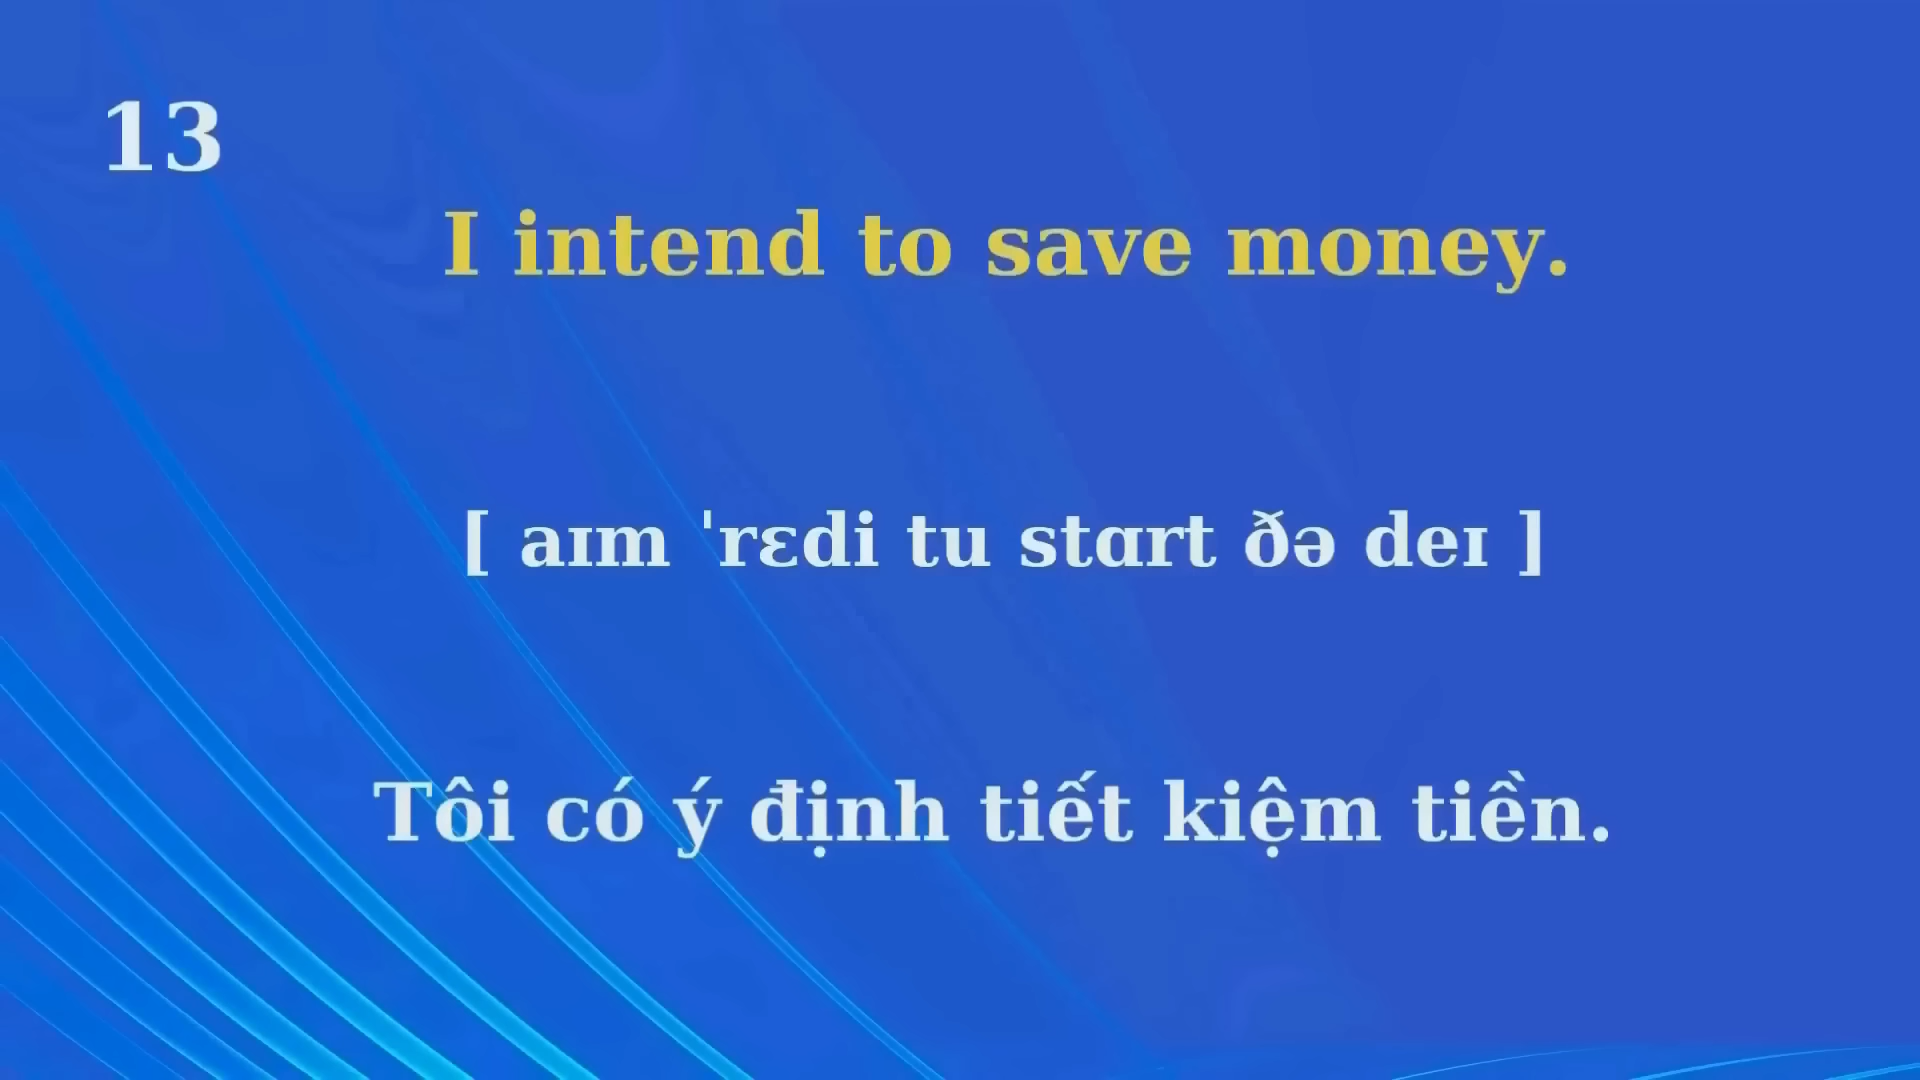 13
I intend to save money.
[ aɪm ˈrɛdi tu stɑrt ðə deɪ ]
Tôi có ý định tiết kiệm tiền.